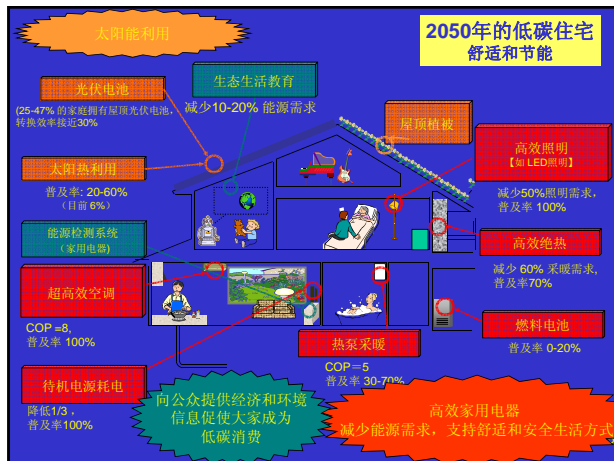 太阳能利用
2050年的低碳住宅
舒适和节能
光伏电池
(25-47% 的家庭拥有屋顶光伏电池,
转换效率接近30%
生态生活教育
减少10-20% 能源需求
屋顶植被
高效照明
【如 LED照明】
减少50%照明需求,
普及率 100%
太阳热利用
普及率: 20-60%
（目前 6%）
能源检测系统
（家用电器)
高效绝热
减少 60% 采暖需求,
普及率70%
超高效空调
COP =8,
普及率 100%
燃料电池
普及率 0-20%
热泵采暖
COP＝5
普及率 30-70%
待机电源耗电
降低1/3 ，
普及率100%
向公众提供经济和环境
信息促使大家成为
低碳消费
高效家用电器
减少能源需求，支持舒适和安全生活方式